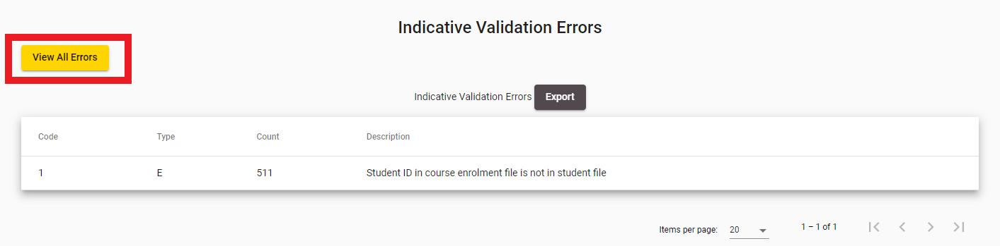 Indicative Validation Errors
View All Errors
Indicative Validation Errors Export
Code Type Count Description
1 E 511 Student ID in course enrolment file is not in student file
Items per page: 20 1 – 1 of 1